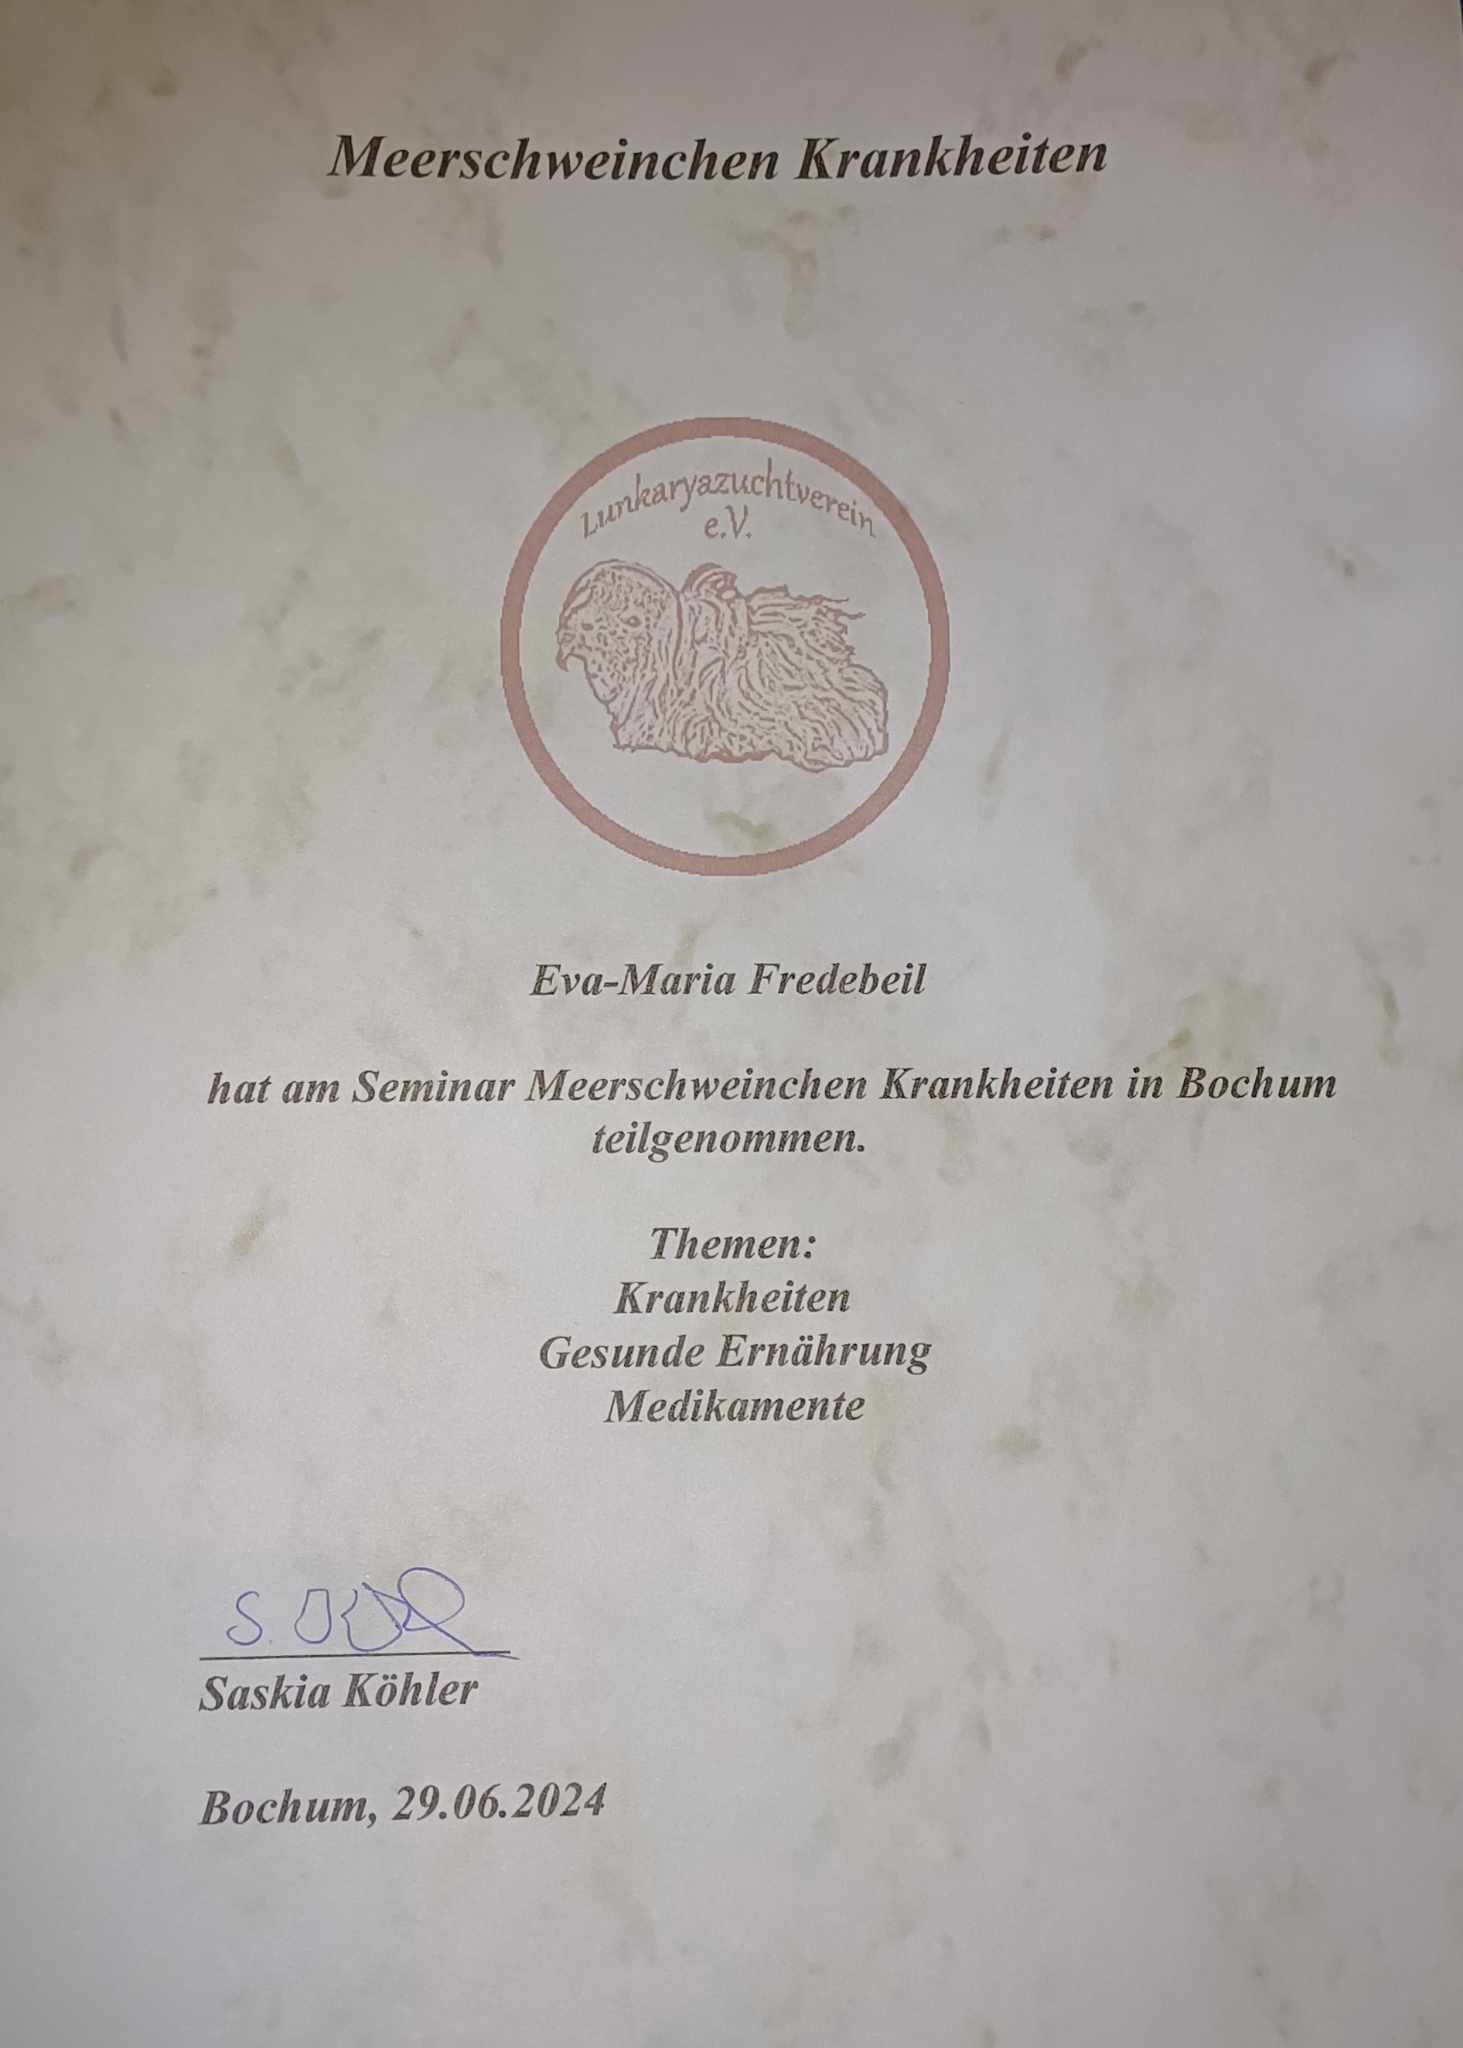 Meerschweinchen Krankheiten
Lunkaryazuchtverein
e.V.
Eva-Maria Fredebeil
hat am Seminar Meerschweinchen Krankheiten in Bochum
teilgenommen.
Themen:
Krankheiten
Gesunde Ernährung
Medikamente
Saskia Köhler
Bochum, 29.06.2024